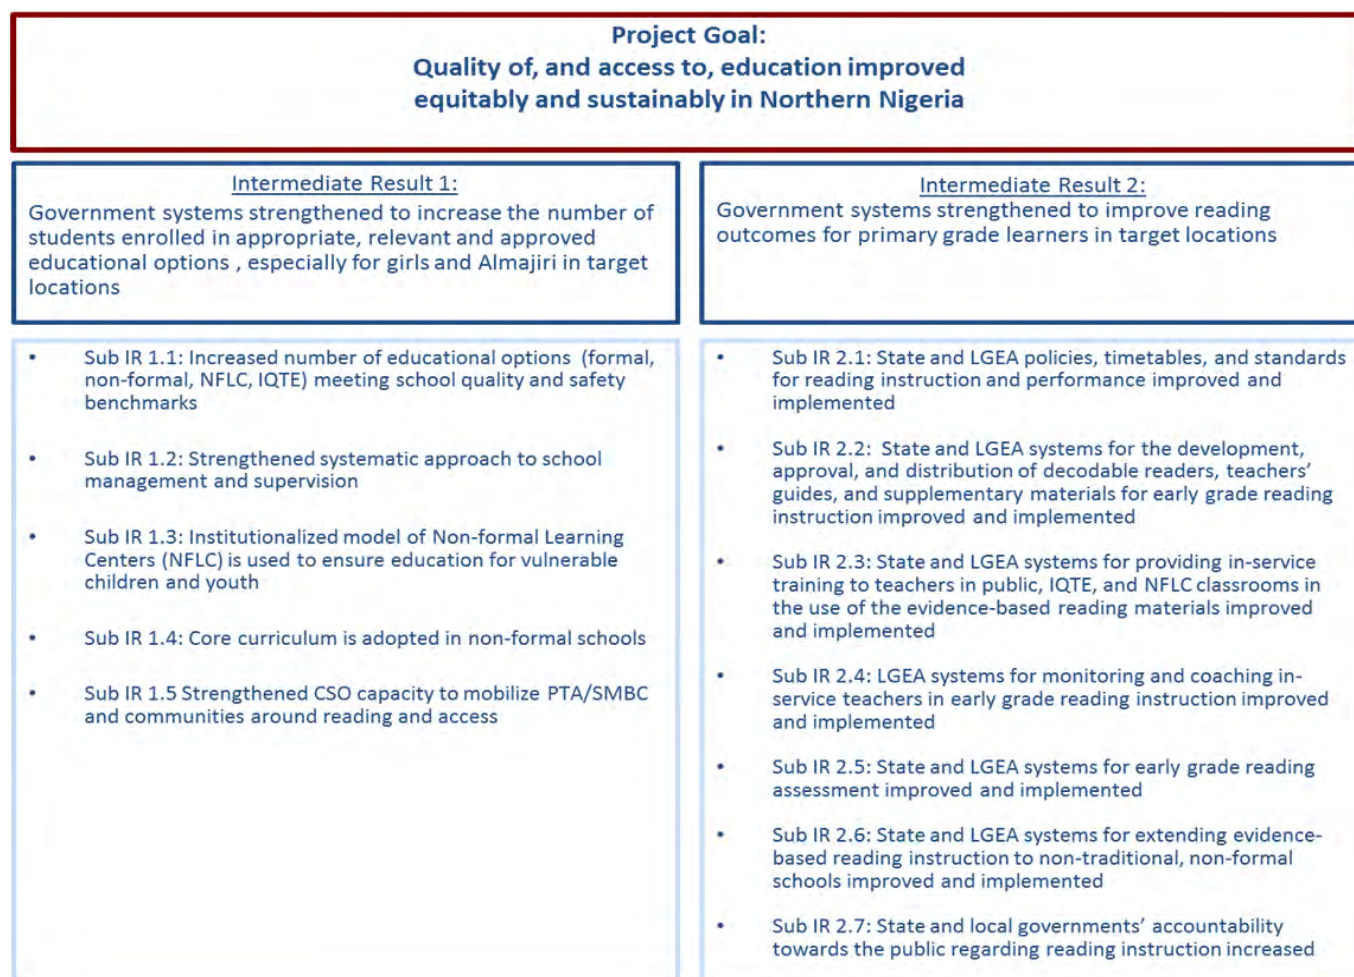 Project Goal:
Quality of, and access to, education improved
equitably and sustainably in Northern Nigeria
Intermediate Result 1:
Government systems strengthened to increase the number of
students enrolled in appropriate, relevant and approved
educational options , especially for girls and Almajiri in target
locations
• Sub IR 1.1: Increased number of educational options (formal,
non-formal, NFLC, IQTE) meeting school quality and safety
benchmarks
• Sub IR 1.2: Strengthened systematic approach to school
management and supervision
• Sub IR 1.3: Institutionalized model of Non-formal Learning
Centers (NFLC) is used to ensure education for vulnerable
children and youth
• Sub IR 1.4: Core curriculum is adopted in non-formal schools
• Sub IR 1.5 Strengthened CSO capacity to mobilize PTA/SMBC
and communities around reading and access
Intermediate Result 2:
Government systems strengthened to improve reading
outcomes for primary grade learners in target locations
• Sub IR 2.1: State and LGEA policies, timetables, and standards
for reading instruction and performance improved and
implemented
• Sub IR 2.2: State and LGEA systems for the development,
approval, and distribution of decodable readers, teachers’
guides, and supplementary materials for early grade reading
instruction improved and implemented
• Sub IR 2.3: State and LGEA systems for providing in-service
training to teachers in public, IQTE, and NFLC classrooms in
the use of the evidence-based reading materials improved
and implemented
• Sub IR 2.4: LGEA systems for monitoring and coaching in-
service teachers in early grade reading instruction improved
and implemented
• Sub IR 2.5: State and LGEA systems for early grade reading
assessment improved and implemented
• Sub IR 2.6: State and LGEA systems for extending evidence-
based reading instruction to non-traditional, non-formal
schools improved and implemented
• Sub IR 2.7: State and local governments’ accountability
towards the public regarding reading instruction increased